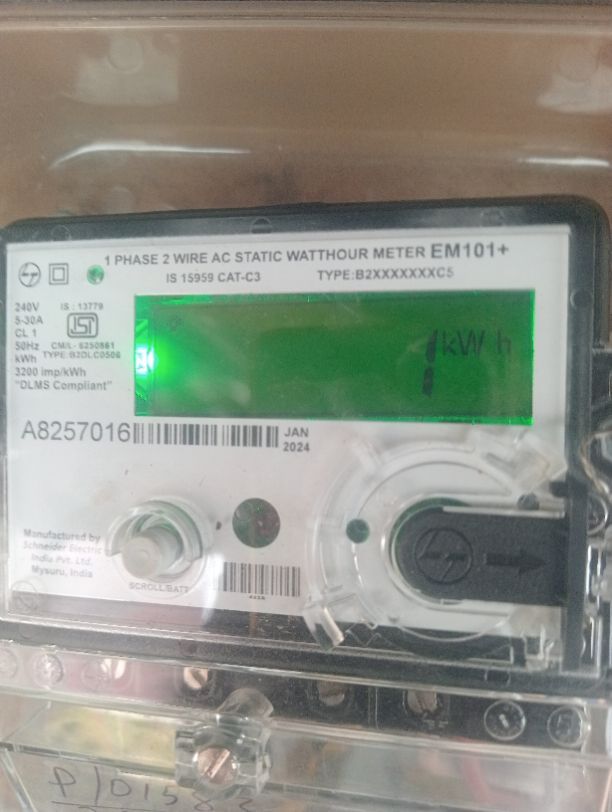 1 PHASE 2 WIRE AC STATIC WATTHOUR METER EM101+
IS 15959 CAT-C3 TYPE:B2XXXXXXXC5
240V IS : 13779
5-30A
CL 1
50Hz CM/L- 8250861
kWh TYPE:B2DLC0506
3200 imp/kWh
"DLMS Compliant"
1 kWh
A8257016
JAN
2024
Manufactured by
Schneider Electric
India Pvt. Ltd.
Mysuru, India
SCROLL/BATT